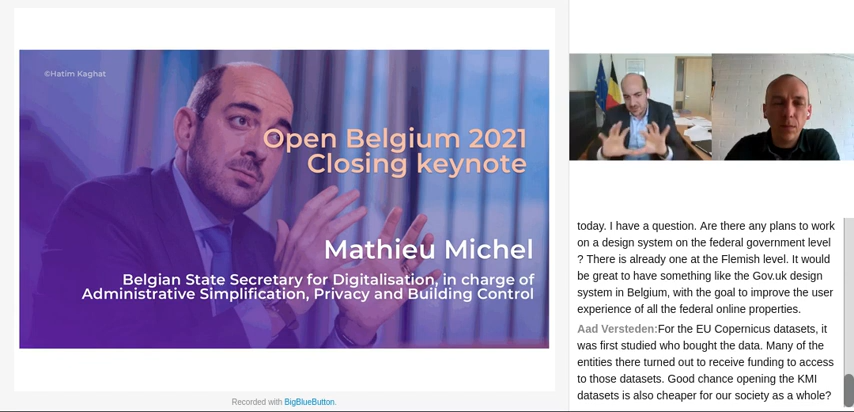 ©Hatim Kaghat
Open Belgium 2021
Closing keynote
Mathieu Michel
Belgian State Secretary for Digitalisation, in charge of
Administrative Simplification, Privacy and Building Control
Recorded with BigBlueButton.
today. I have a question. Are there any plans to work
on a design system on the federal government level
? There is already one at the Flemish level. It would
be great to have something like the Gov.uk design
system in Belgium, with the goal to improve the user
experience of all the federal online properties.
Aad Versteden:For the EU Copernicus datasets, it
was first studied who bought the data. Many of the
entities there turned out to receive funding to access
to those datasets. Good chance opening the KMI
datasets is also cheaper for our society as a whole?